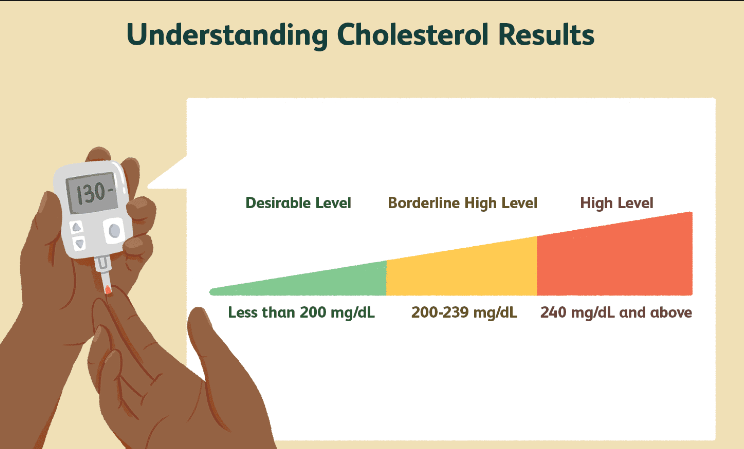 Understanding Cholesterol Results
130-
Desirable Level
Borderline High Level
High Level
Less than 200 mg/dL
200-239 mg/dL
240 mg/dL and above